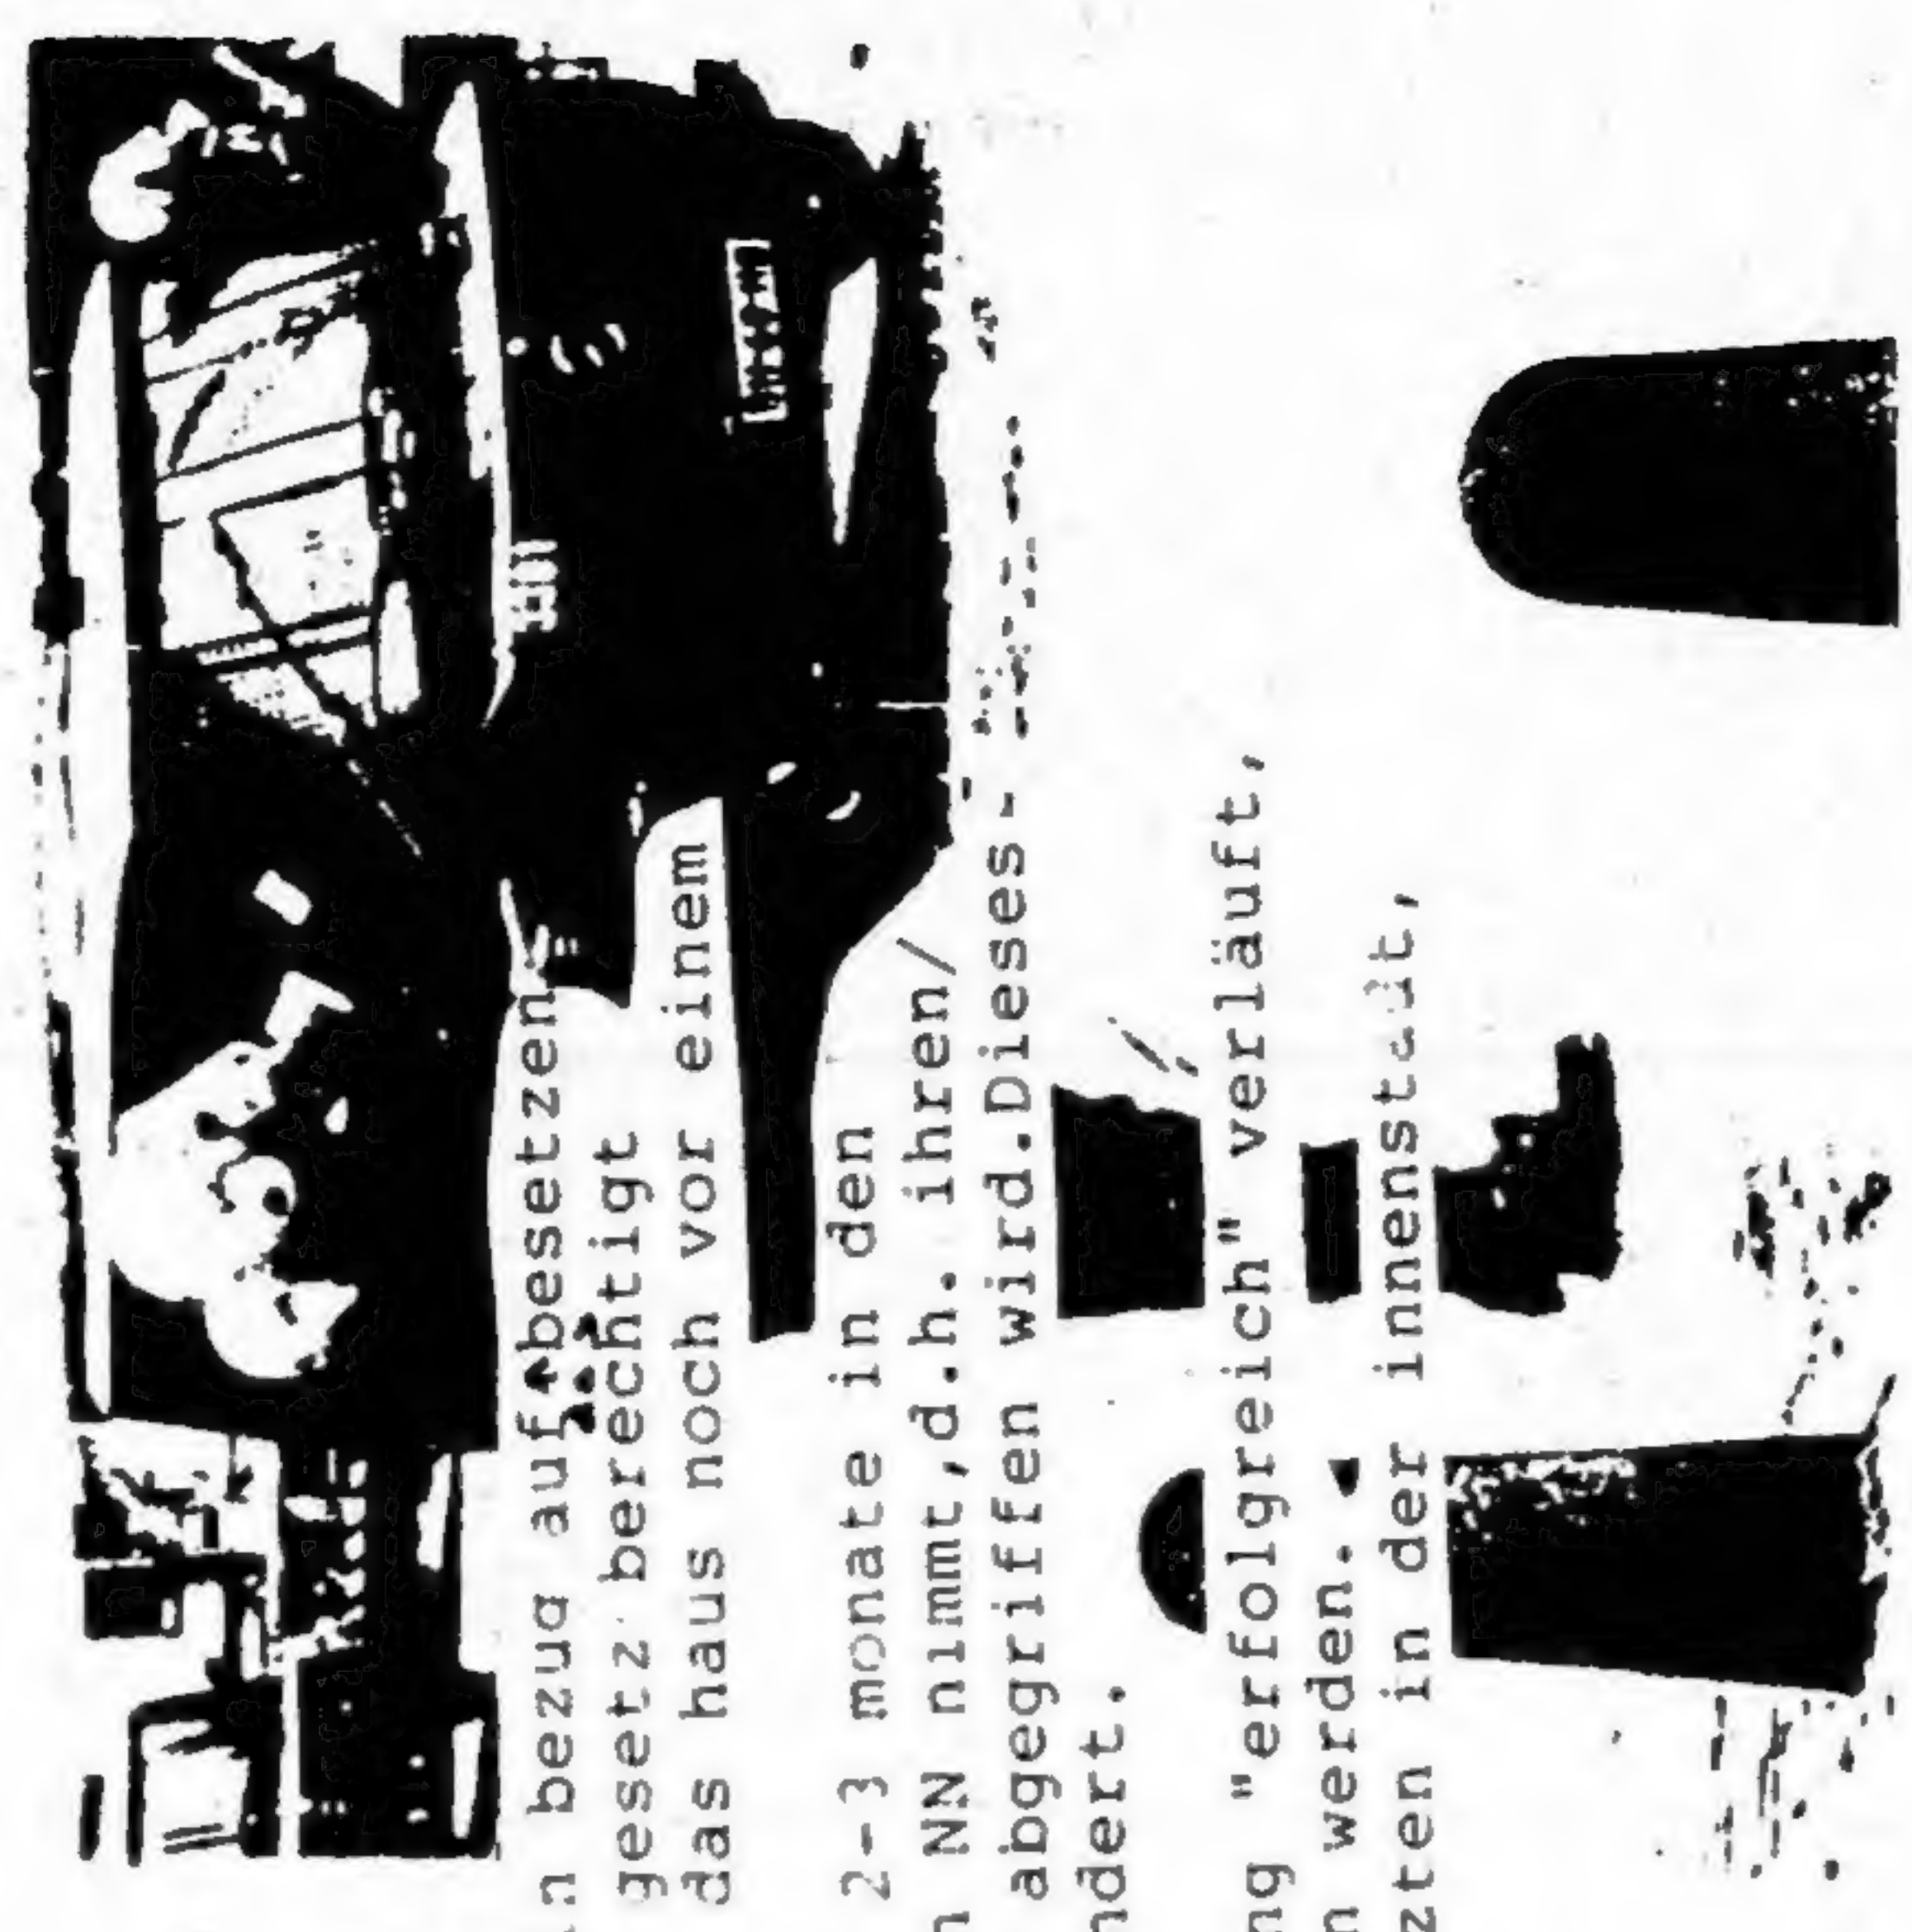 n bezug auf besetzen
gesetz berechtigt
das haus noch vor einem
2-3 monate in den
n NN nimmt,d.h. ihren/
abgegriffen wird.Dieses-
ndert.
ng "erfolgreich" verläuft,
n werden.
zten in der innenstadt,